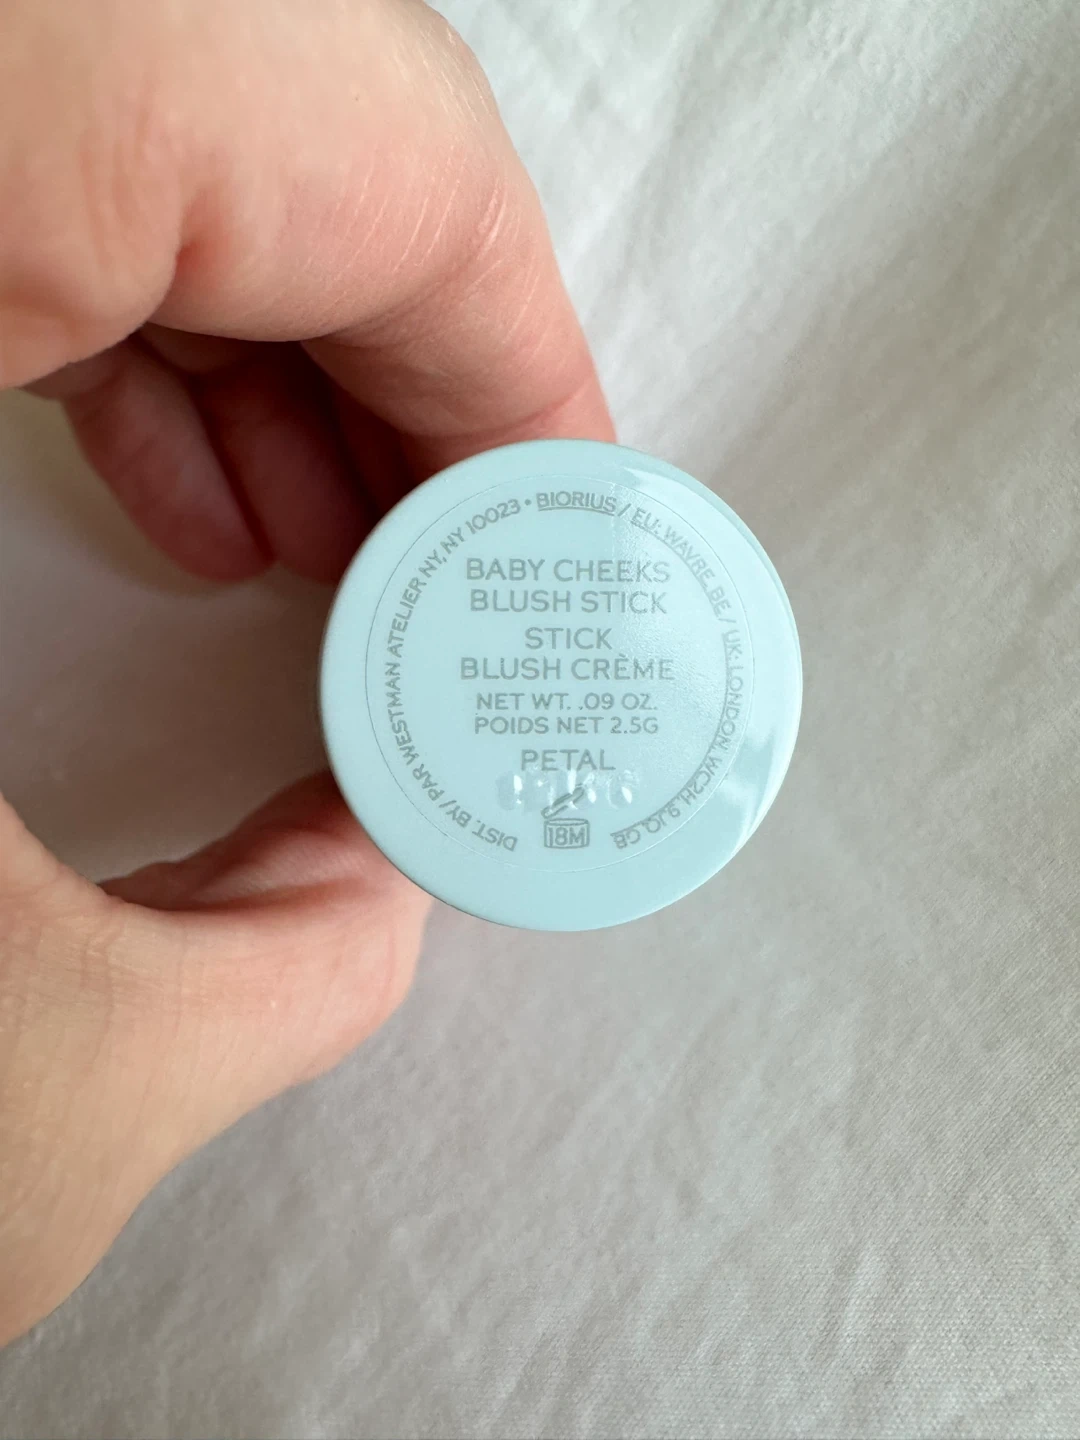 BABY CHEEKS
BLUSH STICK
STICK
BLUSH CRÈME
NET WT. .09 OZ.
POIDS NET 2.5G
PETAL
18M
DIST. BY/ PAR WESTMAN ATELIER NY, NY 10023 • BIORIUS / EU: WAVRE, BE / UK: LONDON, WC2H, 9JQ, GB